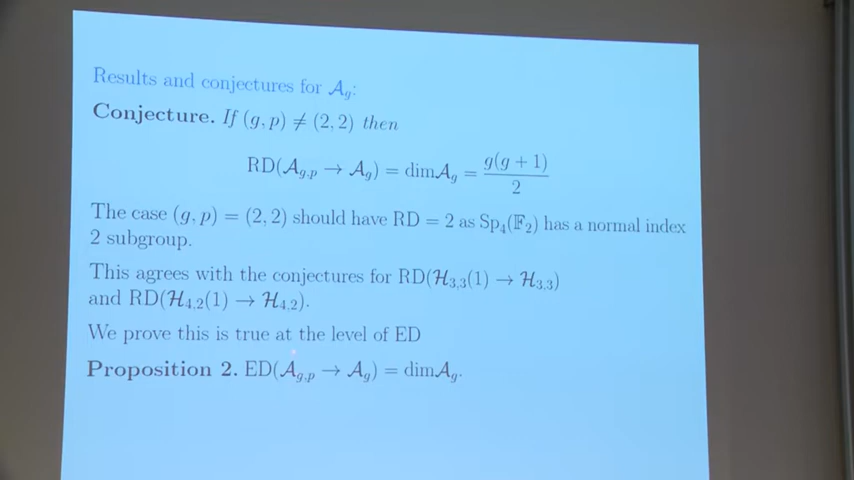 Results and conjectures for 𝒜_g:
Conjecture. If (g, p) ≠ (2, 2) then
RD(𝒜_{g,p} → 𝒜_g) = dim𝒜_g = g(g + 1)/2
The case (g, p) = (2, 2) should have RD = 2 as Sp₄(𝔽₂) has a normal index
2 subgroup.
This agrees with the conjectures for RD(ℋ_{3,3}(1) → ℋ_{3,3})
and RD(ℋ_{4,2}(1) → ℋ_{4,2}).
We prove this is true at the level of ED
Proposition 2. ED(𝒜_{g,p} → 𝒜_g) = dim𝒜_g.